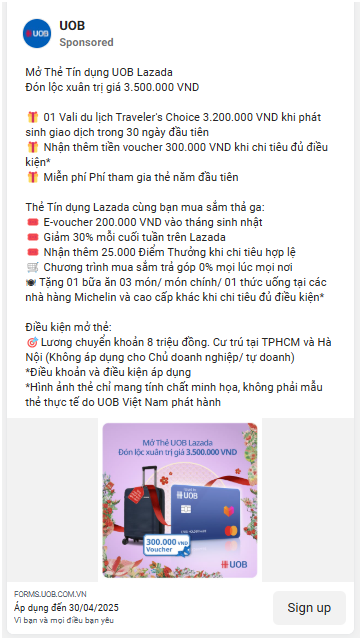 UOB
UOB
Sponsored
Mở Thẻ Tín dụng UOB Lazada
Đón lộc xuân trị giá 3.500.000 VND
🎁 01 Vali du lịch Traveler's Choice 3.200.000 VND khi phát
sinh giao dịch trong 30 ngày đầu tiên
🎁 Nhận thêm tiền voucher 300.000 VND khi chi tiêu đủ điều
kiện*
🎁 Miễn phí Phí tham gia thẻ năm đầu tiên
Thẻ Tín dụng Lazada cùng bạn mua sắm thả ga:
🎟️ E-voucher 200.000 VND vào tháng sinh nhật
🎟️ Giảm 30% mỗi cuối tuần trên Lazada
🎟️ Nhận thêm 25.000 Điểm Thưởng khi chi tiêu hợp lệ
🛒 Chương trình mua sắm trả góp 0% mọi lúc mọi nơi
🍽️ Tặng 01 bữa ăn 03 món/ món chính/ 01 thức uống tại các
nhà hàng Michelin và cao cấp khác khi chi tiêu đủ điều kiện*
Điều kiện mở thẻ:
🎯 Lương chuyển khoản 8 triệu đồng. Cư trú tại TPHCM và Hà
Nội (Không áp dụng cho Chủ doanh nghiệp/ tự doanh)
*Điều khoản và điều kiện áp dụng
*Hình ảnh thẻ chỉ mang tính chất minh họa, không phải mẫu
thẻ thực tế do UOB Việt Nam phát hành
Mở Thẻ UOB Lazada
Đón lộc xuân trị giá 3.500.000 VND
UOB
300.000 VND
Voucher
UOB
FORMS.UOB.COM.VN
Áp dụng đến 30/04/2025
Vì bạn và mọi điều bạn yêu
Sign up